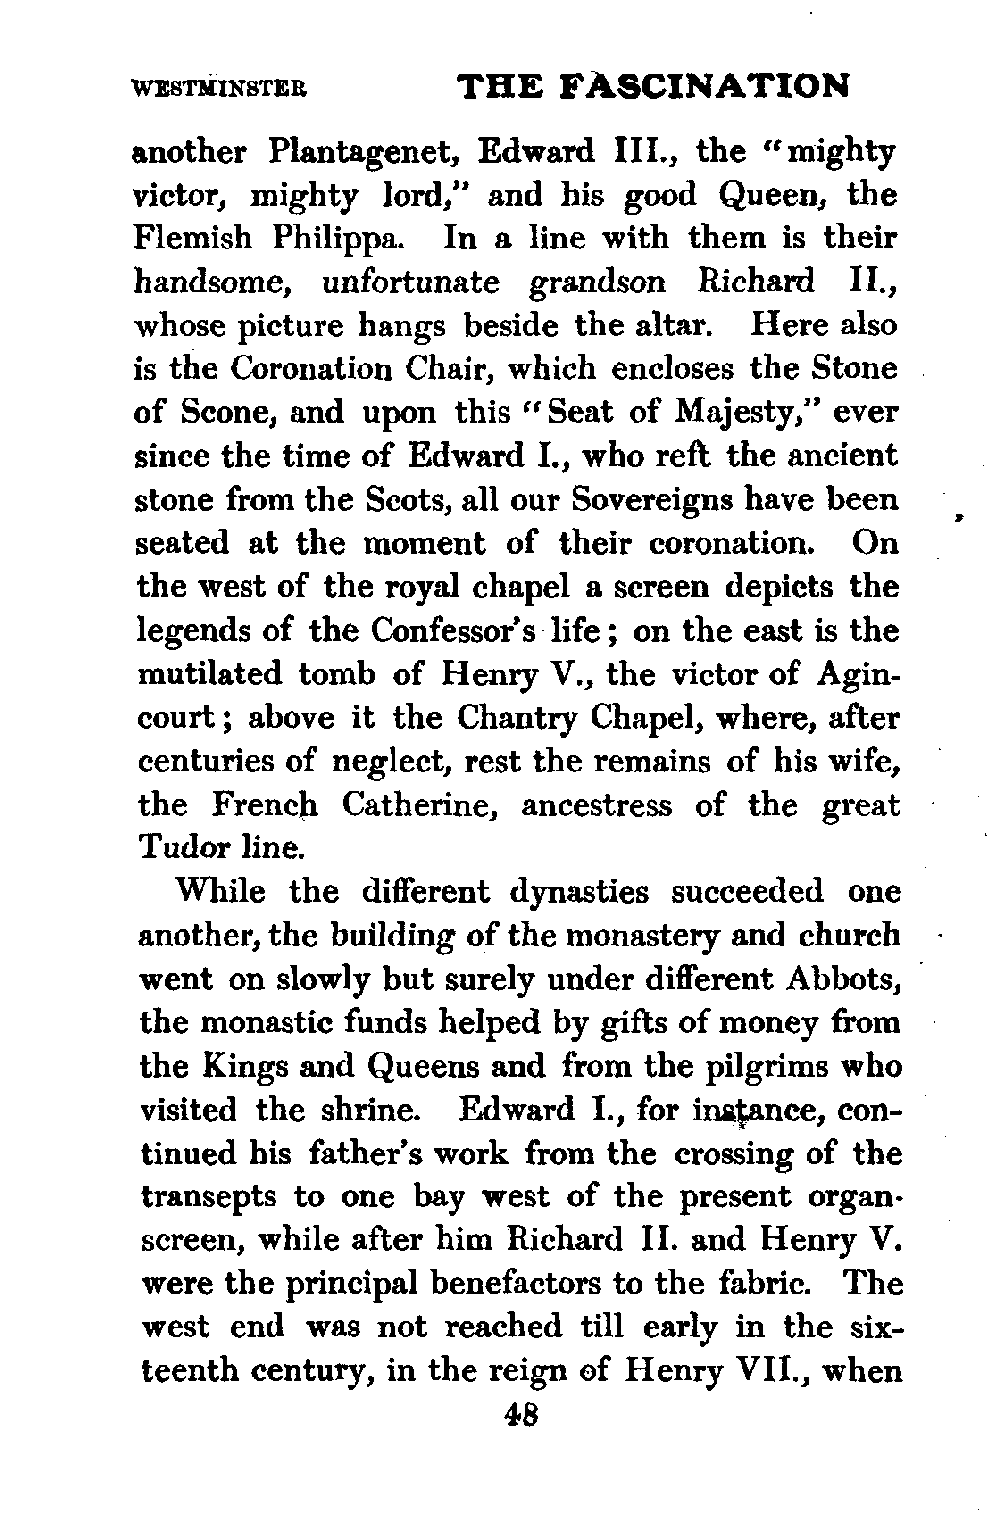 WESTMINSTER THE FASCINATION
another Plantagenet, Edward III., the “mighty
victor, mighty lord,” and his good Queen, the
Flemish Philippa. In a line with them is their
handsome, unfortunate grandson Richard II.,
whose picture hangs beside the altar. Here also
is the Coronation Chair, which encloses the Stone
of Scone, and upon this “Seat of Majesty,” ever
since the time of Edward I., who reft the ancient
stone from the Scots, all our Sovereigns have been
seated at the moment of their coronation. On
the west of the royal chapel a screen depicts the
legends of the Confessor’s life; on the east is the
mutilated tomb of Henry V., the victor of Agin-
court; above it the Chantry Chapel, where, after
centuries of neglect, rest the remains of his wife,
the French Catherine, ancestress of the great
Tudor line.
While the different dynasties succeeded one
another, the building of the monastery and church
went on slowly but surely under different Abbots,
the monastic funds helped by gifts of money from
the Kings and Queens and from the pilgrims who
visited the shrine. Edward I., for instance, con-
tinued his father’s work from the crossing of the
transepts to one bay west of the present organ-
screen, while after him Richard II. and Henry V.
were the principal benefactors to the fabric. The
west end was not reached till early in the six-
teenth century, in the reign of Henry VII., when
48